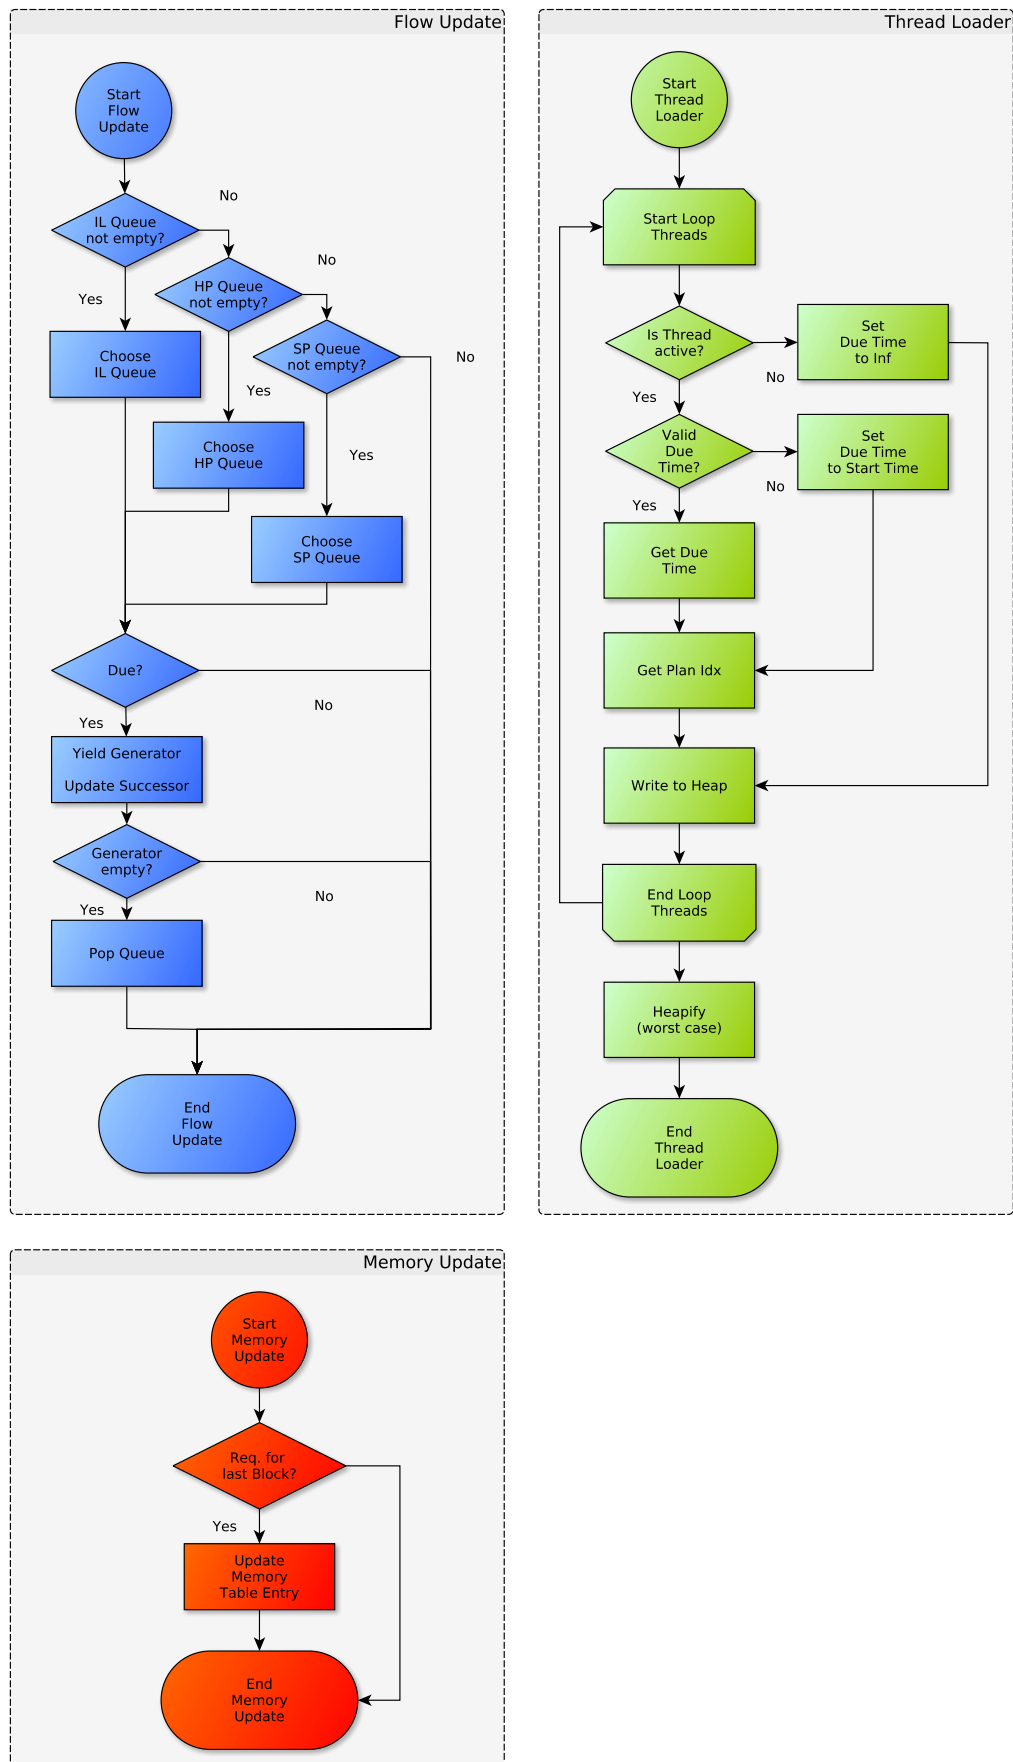 Flow Update
Start
Flow
Update
No
IL Queue
not empty?
No
HP Queue
not empty?
Yes
SP Queue
not empty?
No
Choose
IL Queue
Yes
Choose
HP Queue
Yes
Choose
SP Queue
Due?
No
Yes
Yield Generator
Update Successor
Generator
empty?
No
Yes
Pop Queue
End
Flow
Update
Thread Loader
Start
Thread
Loader
Start Loop
Threads
Is Thread
active?
Set
Due Time
to Inf
No
Yes
Valid
Due
Time?
Set
Due Time
to Start Time
No
Yes
Get Due
Time
Get Plan Idx
Write to Heap
End Loop
Threads
Heapify
(worst case)
End
Thread
Loader
Memory Update
Start
Memory
Update
Req. for
last Block?
Yes
Update
Memory
Table Entry
End
Memory
Update